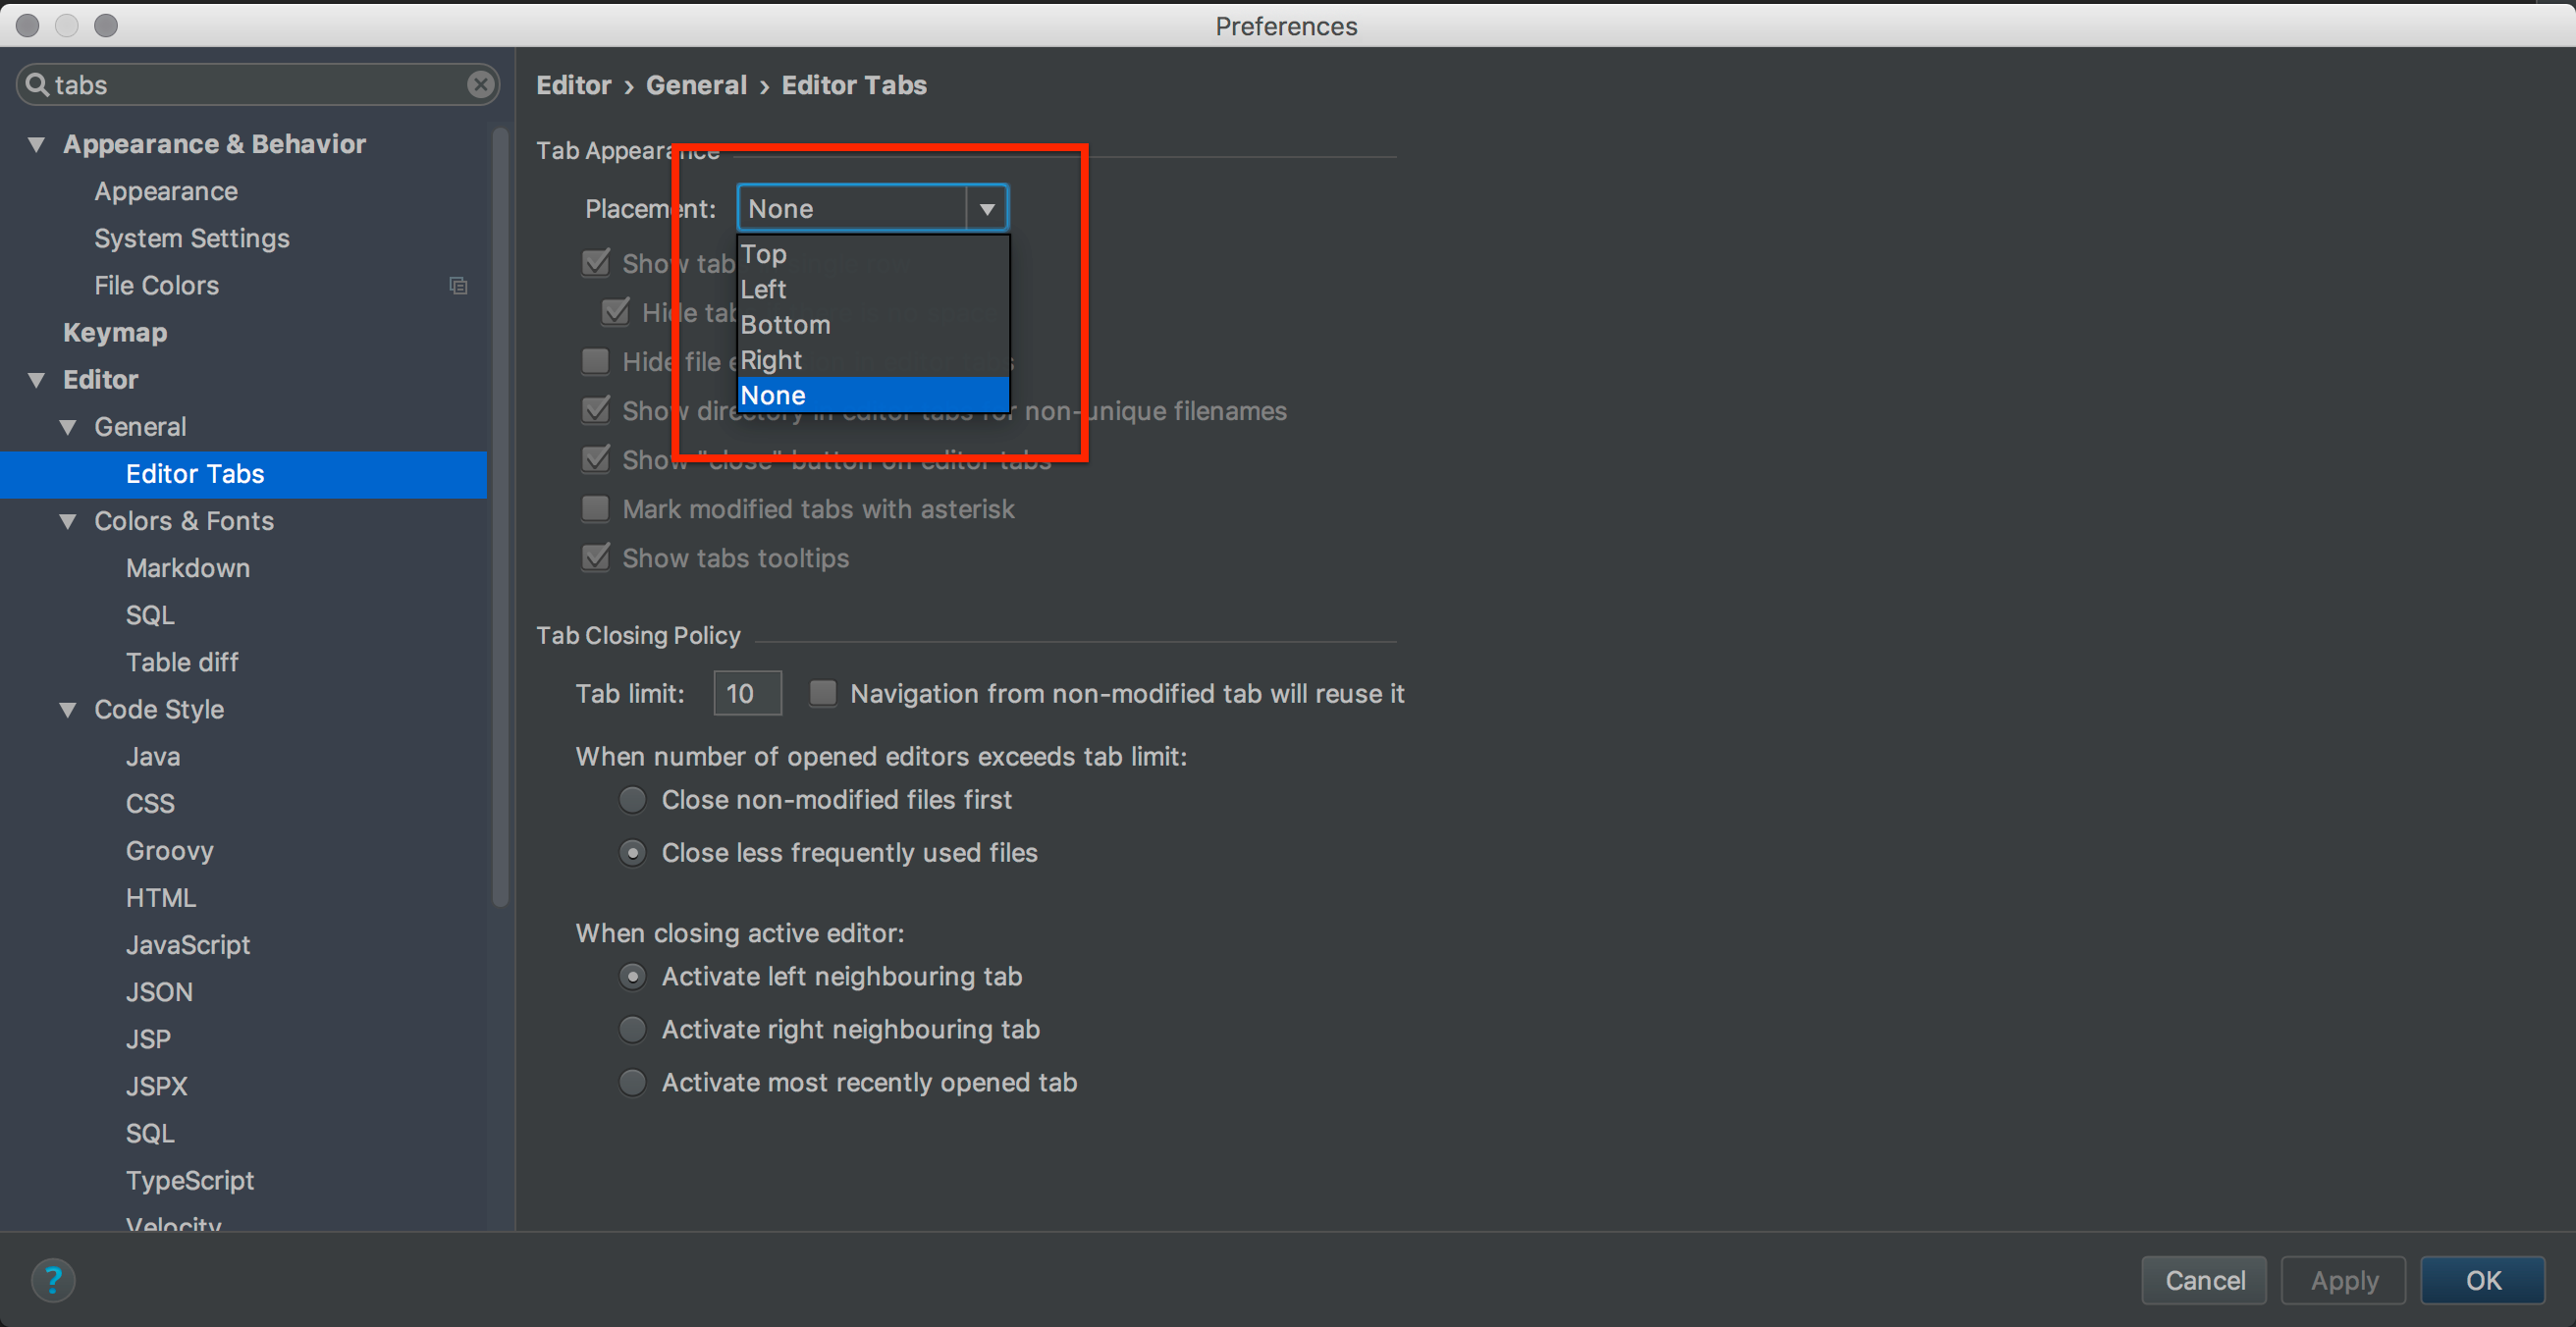 Preferences
tabs
Appearance & Behavior
Appearance
System Settings
File Colors
Keymap
Editor
General
Editor Tabs
Colors & Fonts
Markdown
SQL
Table diff
Code Style
Java
CSS
Groovy
HTML
JavaScript
JSON
JSP
JSPX
SQL
TypeScript
Velocity
Editor › General › Editor Tabs
Tab Appearance
Placement: None
Top
Left
Bottom
Right
None
Show tab
Hide tab
Hide file
Show directory in editor tabs for non-unique filenames
Show "close" button on editor tabs
Mark modified tabs with asterisk
Show tabs tooltips
Tab Closing Policy
Tab limit: 10 Navigation from non-modified tab will reuse it
When number of opened editors exceeds tab limit:
Close non-modified files first
Close less frequently used files
When closing active editor:
Activate left neighbouring tab
Activate right neighbouring tab
Activate most recently opened tab
?
Cancel Apply OK